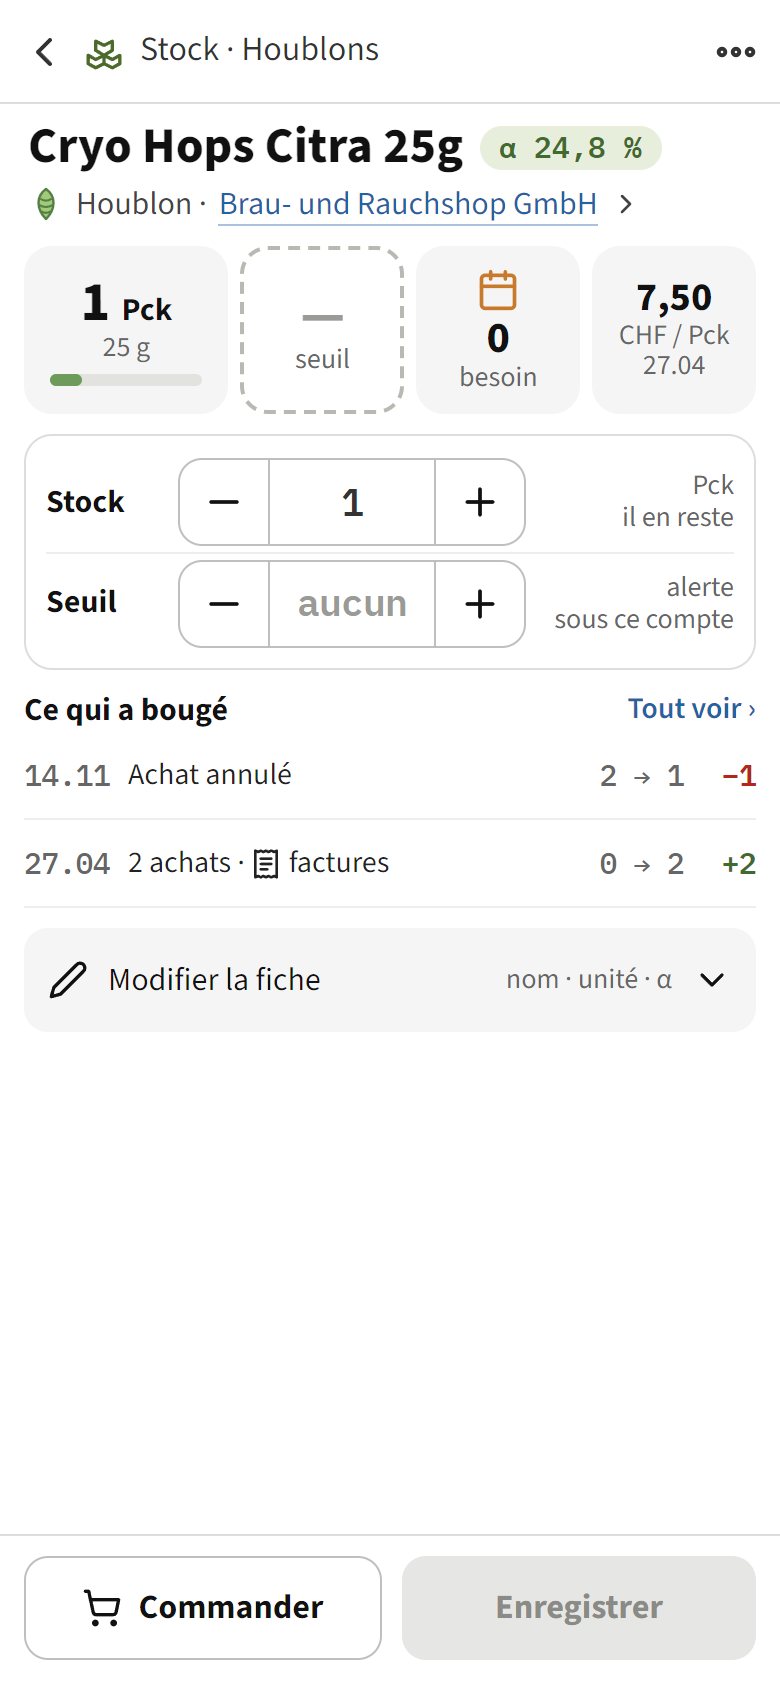 Stock · Houblons
Cryo Hops Citra 25g
α 24,8 %
Houblon · Brau- und Rauchshop GmbH
1 Pck
25 g
—
seuil
0
besoin
7,50
CHF / Pck
27.04
Stock
1
Pck
il en reste
Seuil
aucun
alerte
sous ce compte
Ce qui a bougé
Tout voir ›
14.11 Achat annulé 2 → 1 −1
27.04 2 achats · factures 0 → 2 +2
Modifier la fiche
nom · unité · α
Commander
Enregistrer